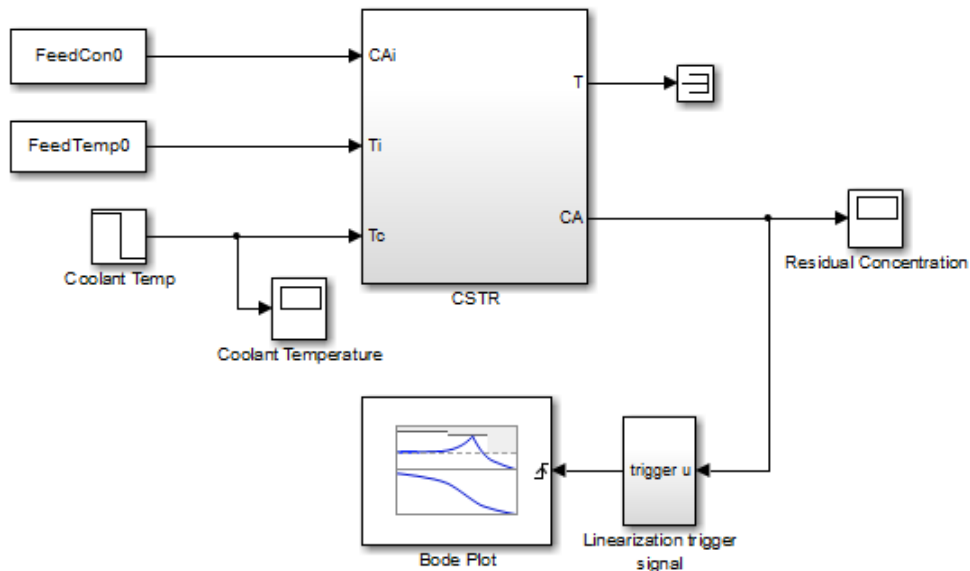 FeedCon0
CAi
T
FeedTemp0
Ti
Tc
CA
Coolant Temp
Residual Concentration
CSTR
Coolant Temperature
trigger u
Linearization trigger
signal
Bode Plot